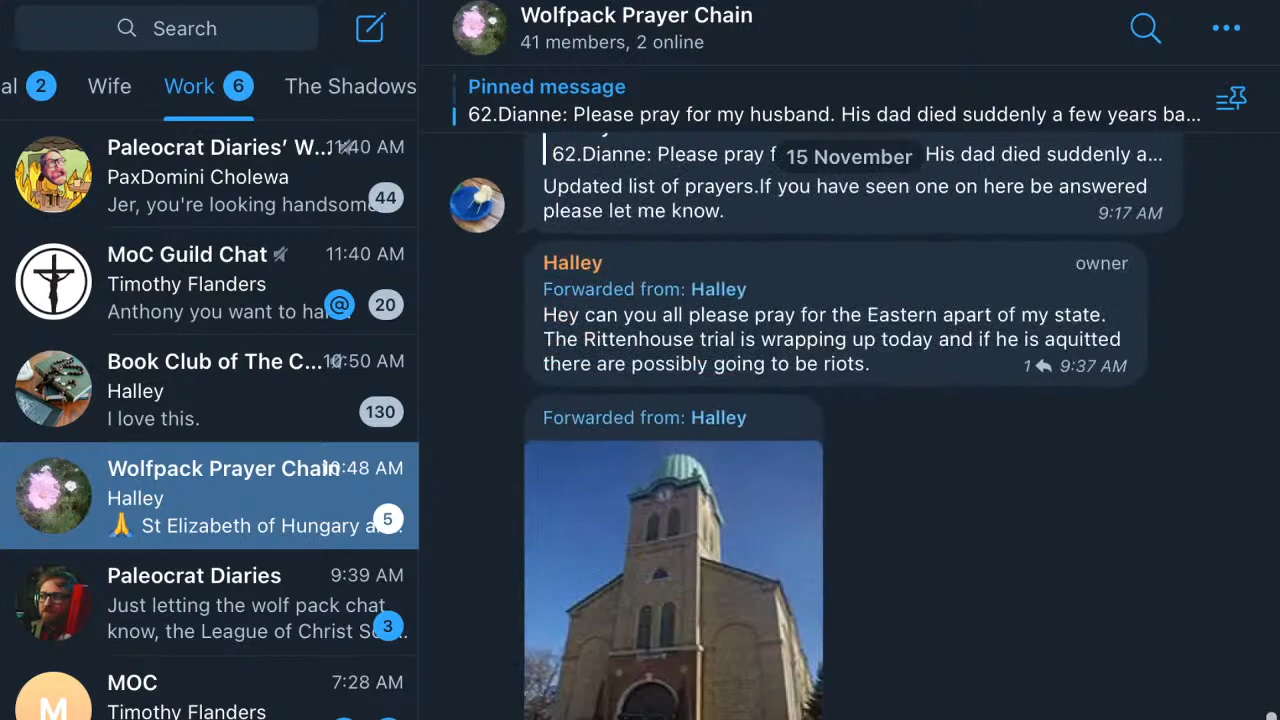 Search
al 2 Wife Work 6 The Shadows
Paleocrat Diaries’ W... 11:40 AM
PaxDomini Cholewa
Jer, you're looking handsome 44
MoC Guild Chat 11:40 AM
Timothy Flanders
Anthony you want to ha @ 20
Book Club of The C... 10:50 AM
Halley
I love this. 130
Wolfpack Prayer Chain :48 AM
Halley
🙏 St Elizabeth of Hungary a... 5
Paleocrat Diaries 9:39 AM
Just letting the wolf pack chat
know, the League of Christ S... 3
MOC 7:28 AM
M Timothy Flanders
Wolfpack Prayer Chain
41 members, 2 online
Pinned message
62.Dianne: Please pray for my husband. His dad died suddenly a few years ba...
62.Dianne: Please pray f 15 November His dad died suddenly a...
Updated list of prayers.If you have seen one on here be answered
please let me know. 9:17 AM
Halley owner
Forwarded from: Halley
Hey can you all please pray for the Eastern apart of my state.
The Rittenhouse trial is wrapping up today and if he is aquitted
there are possibly going to be riots. 1 9:37 AM
Forwarded from: Halley